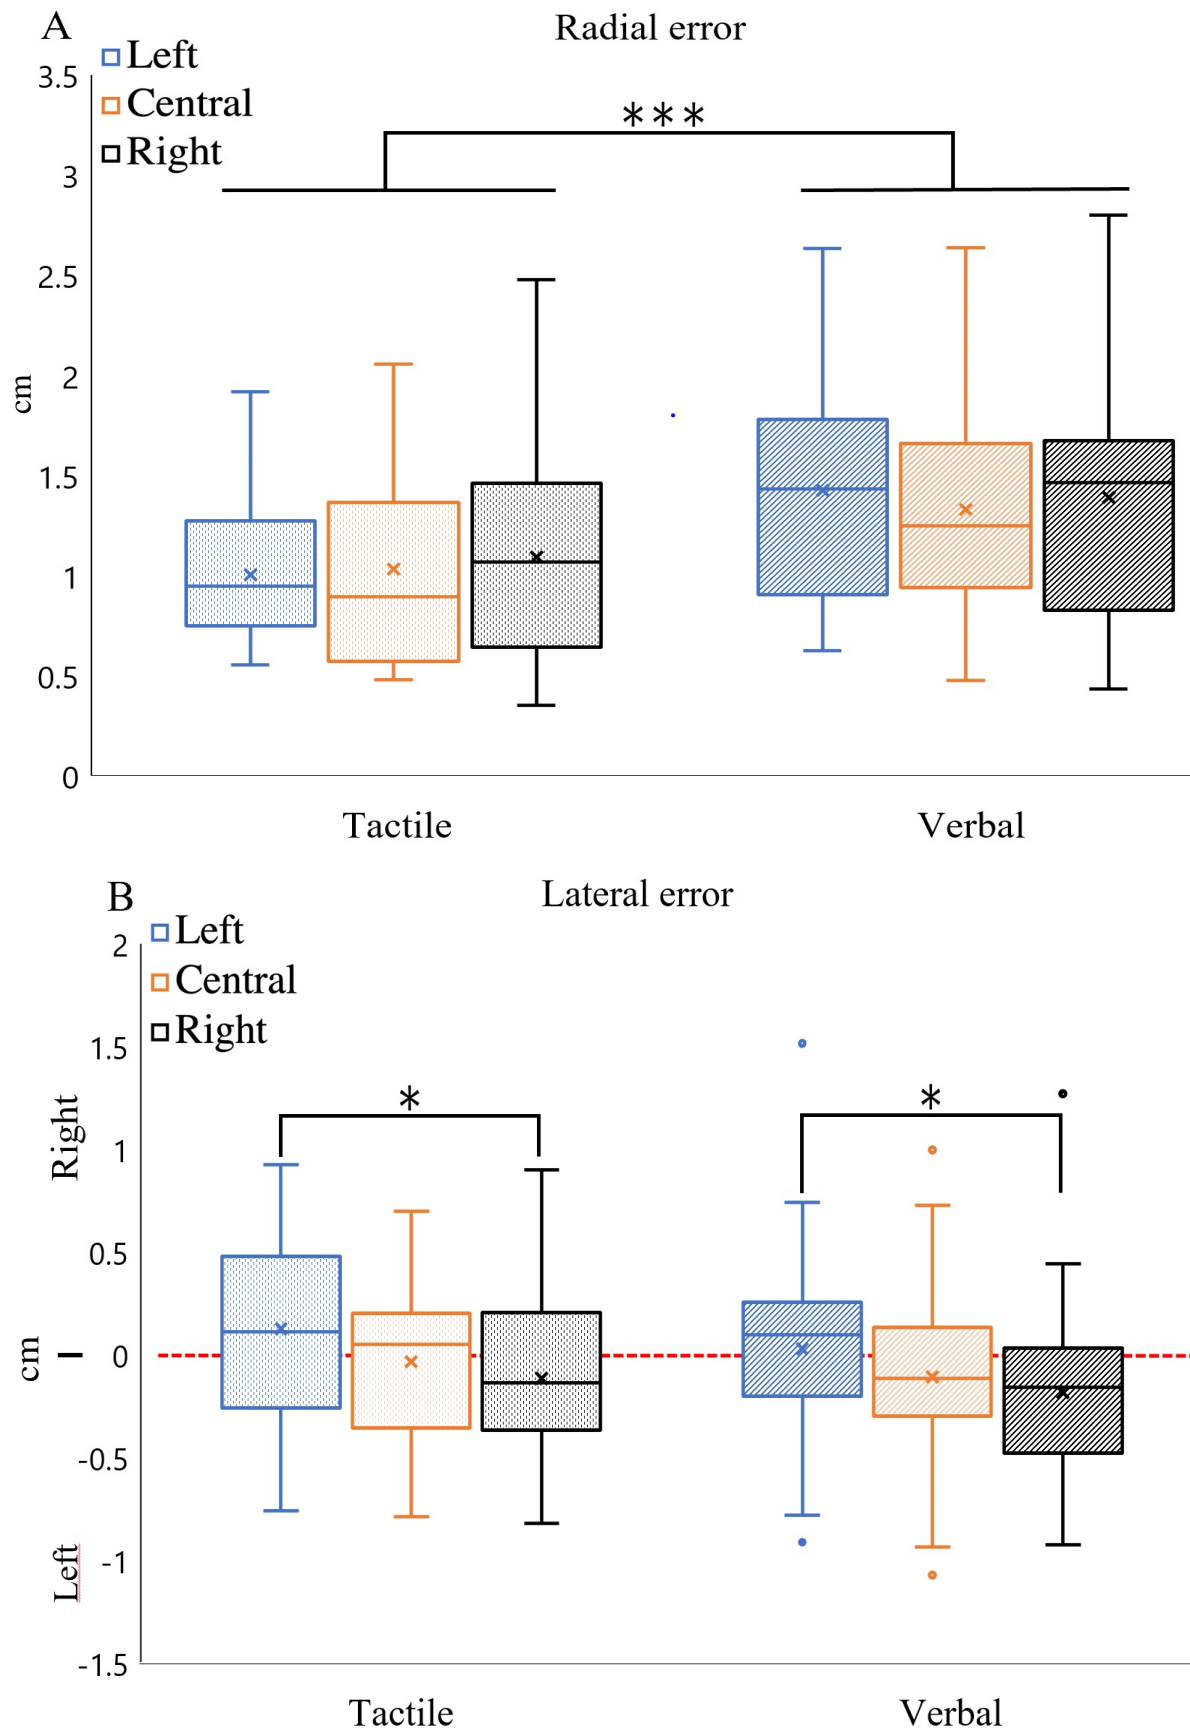 A
Radial error
Left
Central
Right
***
3.5
3
2.5
2
1.5
1
0.5
0
cm
Tactile
Verbal
B
Lateral error
Left
Central
Right
*
*
2
1.5
1
0.5
0
-0.5
-1
-1.5
Right
cm
Left
Tactile
Verbal